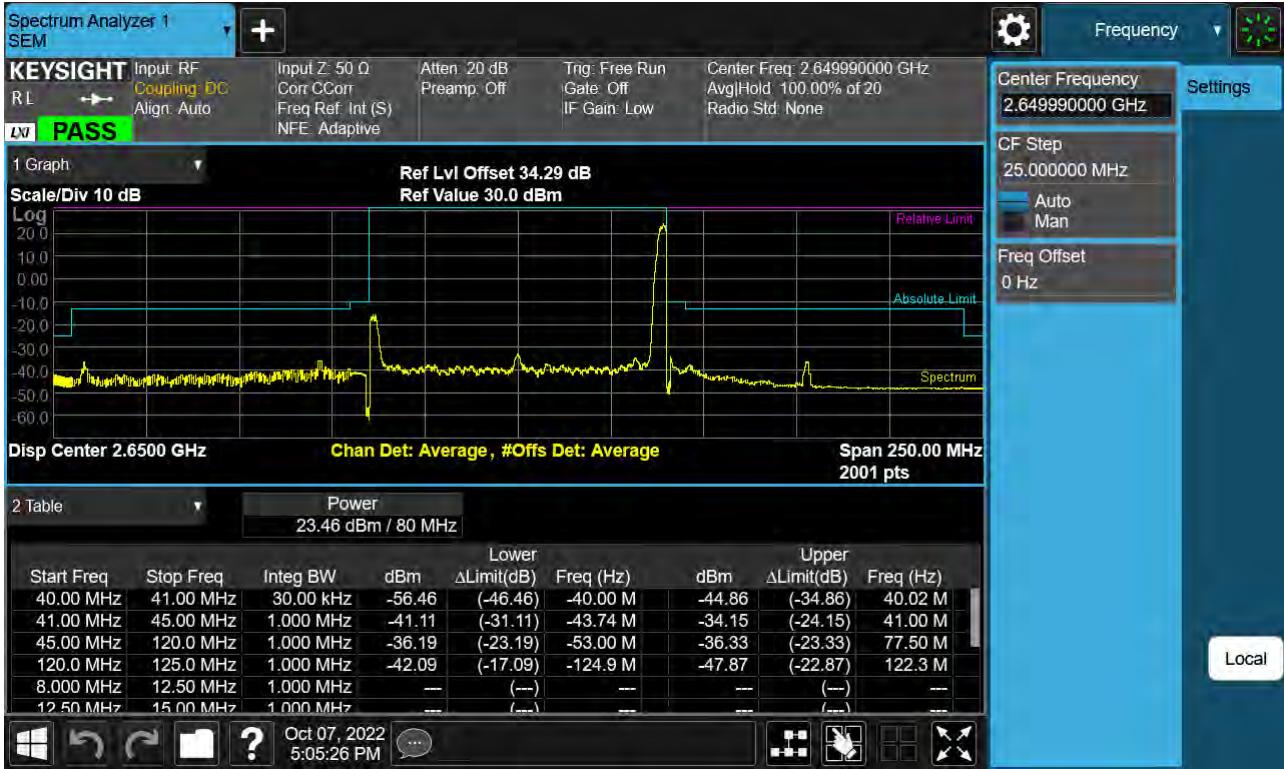 Spectrum Analyzer 1
SEM
Frequency
KEYSIGHT
R L
LXI
PASS
Input: RF
Coupling: DC
Align: Auto
Input Z: 50 Ω
Corr CCorr
Freq Ref: Int (S)
NFE: Adaptive
Atten: 20 dB
Preamp: Off
Trig: Free Run
Gate: Off
IF Gain: Low
Center Freq: 2.649990000 GHz
Avg|Hold: 100.00% of 20
Radio Std: None
Center Frequency
2.649990000 GHz
Settings
CF Step
25.000000 MHz
Auto
Man
Freq Offset
0 Hz
Local
1 Graph
Scale/Div 10 dB
Ref Lvl Offset 34.29 dB
Ref Value 30.0 dBm
Log
20.0
10.0
0.00
-10.0
-20.0
-30.0
-40.0
-50.0
-60.0
Relative Limit
Absolute Limit
Spectrum
Disp Center 2.6500 GHz
Chan Det: Average, #Offs Det: Average
Span 250.00 MHz
2001 pts
2 Table
Power
23.46 dBm / 80 MHz
Lower Upper
Start Freq Stop Freq Integ BW dBm ΔLimit(dB) Freq (Hz) dBm ΔLimit(dB) Freq (Hz)
40.00 MHz 41.00 MHz 30.00 kHz -56.46 (-46.46) -40.00 M -44.86 (-34.86) 40.02 M
41.00 MHz 45.00 MHz 1.000 MHz -41.11 (-31.11) -43.74 M -34.15 (-24.15) 41.00 M
45.00 MHz 120.0 MHz 1.000 MHz -36.19 (-23.19) -53.00 M -36.33 (-23.33) 77.50 M
120.0 MHz 125.0 MHz 1.000 MHz -42.09 (-17.09) -124.9 M -47.87 (-22.87) 122.3 M
8.000 MHz 12.50 MHz 1.000 MHz --- (---) --- --- (---) ---
12.50 MHz 15.00 MHz 1.000 MHz --- (---) --- --- (---) ---
?
Oct 07, 2022
5:05:26 PM